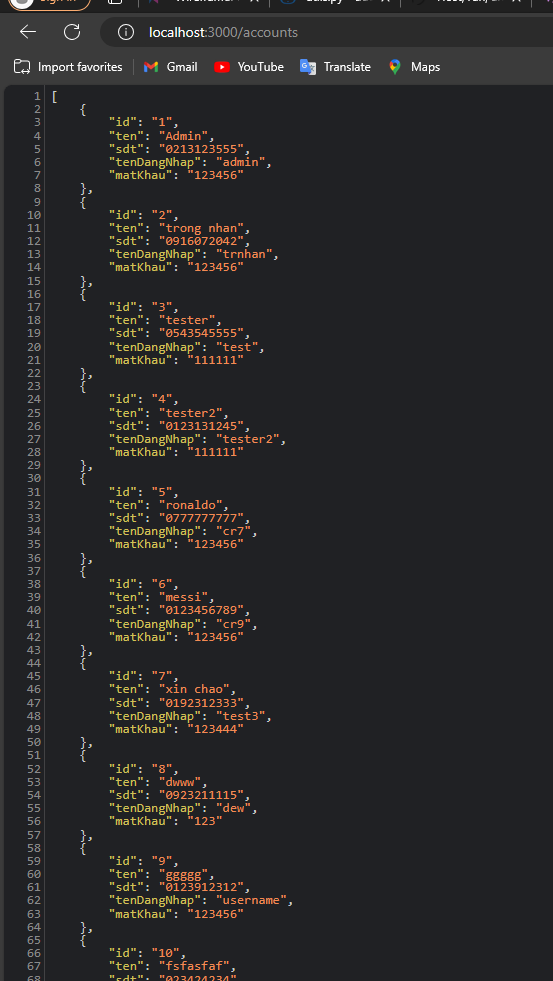 Sign in
localhost:3000/accounts
Import favorites
Gmail
YouTube
Translate
Maps
1 [
2 {
3 "id": "1",
4 "ten": "Admin",
5 "sdt": "0213123555",
6 "tenDangNhap": "admin",
7 "matKhau": "123456"
8 },
9 {
10 "id": "2",
11 "ten": "trong nhan",
12 "sdt": "0916072042",
13 "tenDangNhap": "trnhan",
14 "matKhau": "123456"
15 },
16 {
17 "id": "3",
18 "ten": "tester",
19 "sdt": "0543545555",
20 "tenDangNhap": "test",
21 "matKhau": "111111"
22 },
23 {
24 "id": "4",
25 "ten": "tester2",
26 "sdt": "0123131245",
27 "tenDangNhap": "tester2",
28 "matKhau": "111111"
29 },
30 {
31 "id": "5",
32 "ten": "ronaldo",
33 "sdt": "0777777777",
34 "tenDangNhap": "cr7",
35 "matKhau": "123456"
36 },
37 {
38 "id": "6",
39 "ten": "messi",
40 "sdt": "0123456789",
41 "tenDangNhap": "cr9",
42 "matKhau": "123456"
43 },
44 {
45 "id": "7",
46 "ten": "xin chao",
47 "sdt": "0192312333",
48 "tenDangNhap": "test3",
49 "matKhau": "123444"
50 },
51 {
52 "id": "8",
53 "ten": "dwww",
54 "sdt": "0923211115",
55 "tenDangNhap": "dew",
56 "matKhau": "123"
57 },
58 {
59 "id": "9",
60 "ten": "ggggg",
61 "sdt": "0123912312",
62 "tenDangNhap": "username",
63 "matKhau": "123456"
64 },
65 {
66 "id": "10",
67 "ten": "fsfasfaf",
68 "sdt": "023424234"